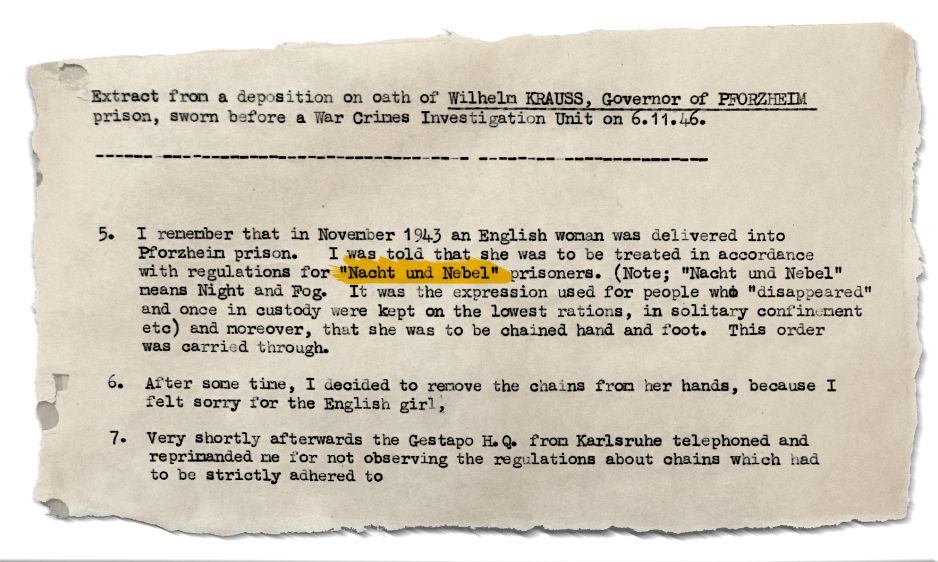 Extract from a deposition on oath of Wilhelm KRAUSS, Governor of PFORZHEIM
prison, sworn before a War Crimes Investigation Unit on 6.11.46.
5. I remember that in November 1943 an English woman was delivered into
Pforzheim prison. I was told that she was to be treated in accordance
with regulations for "Nacht und Nebel" prisoners. (Note; "Nacht und Nebel"
means Night and Fog. It was the expression used for people who "disappeared"
and once in custody were kept on the lowest rations, in solitary confinement
etc) and moreover, that she was to be chained hand and foot. This order
was carried through.
6. After some time, I decided to remove the chains from her hands, because I
felt sorry for the English girl,
7. Very shortly afterwards the Gestapo H.Q. from Karlsruhe telephoned and
reprimanded me for not observing the regulations about chains which had
to be strictly adhered to